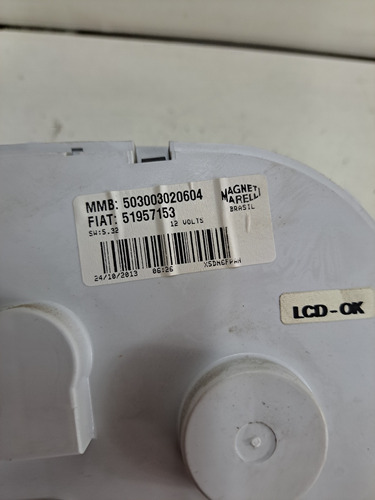 MMB: 503003020604
FIAT: 51957153
SW:5.32 12 VOLTS
MAGNETI
MARELLI
BRASIL
24/10/2013 06:26
LCD-OK